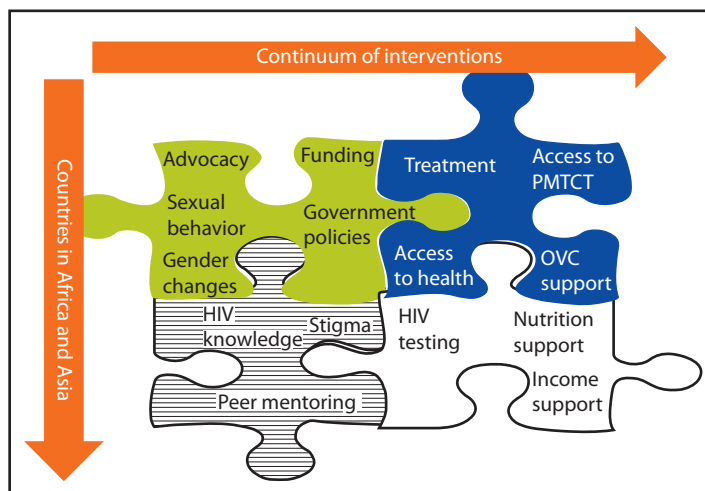 Continuum of interventions
Countries in Africa and Asia
Advocacy
Funding
Sexual
behavior
Government
policies
Gender
changes
Treatment
Access to
PMTCT
Access
to health
OVC
support
HIV
knowledge
Stigma
Peer mentoring
HIV
testing
Nutrition
support
Income
support